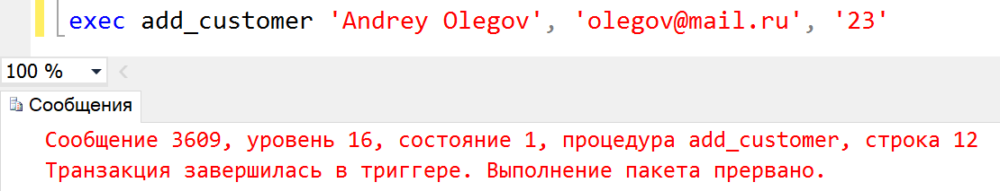 exec add_customer 'Andrey Olegov', 'olegov@mail.ru', '23'
100 %
Сообщения
Сообщение 3609, уровень 16, состояние 1, процедура add_customer, строка 12
Транзакция завершилась в триггере. Выполнение пакета прервано.